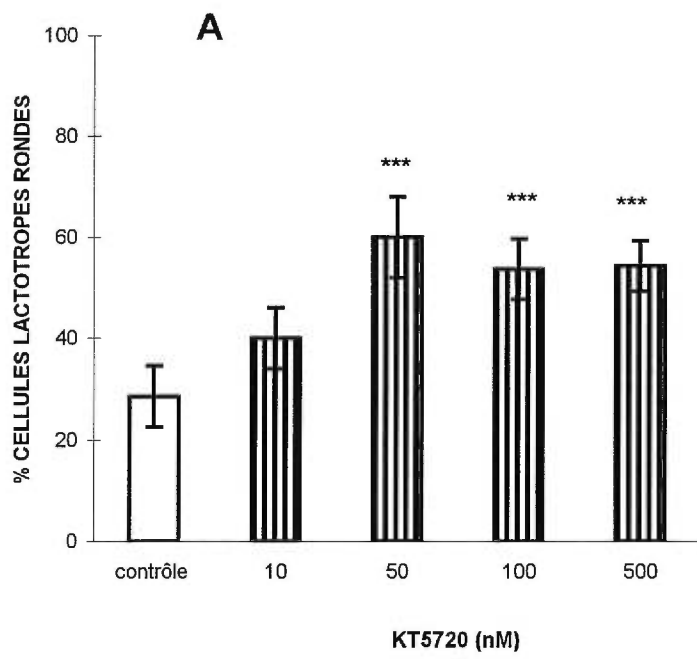 A
100
80
60
40
20
0
% CELLULES LACTOTROPES RONDES
***
***
***
contrôle 10 50 100 500
KT5720 (nM)